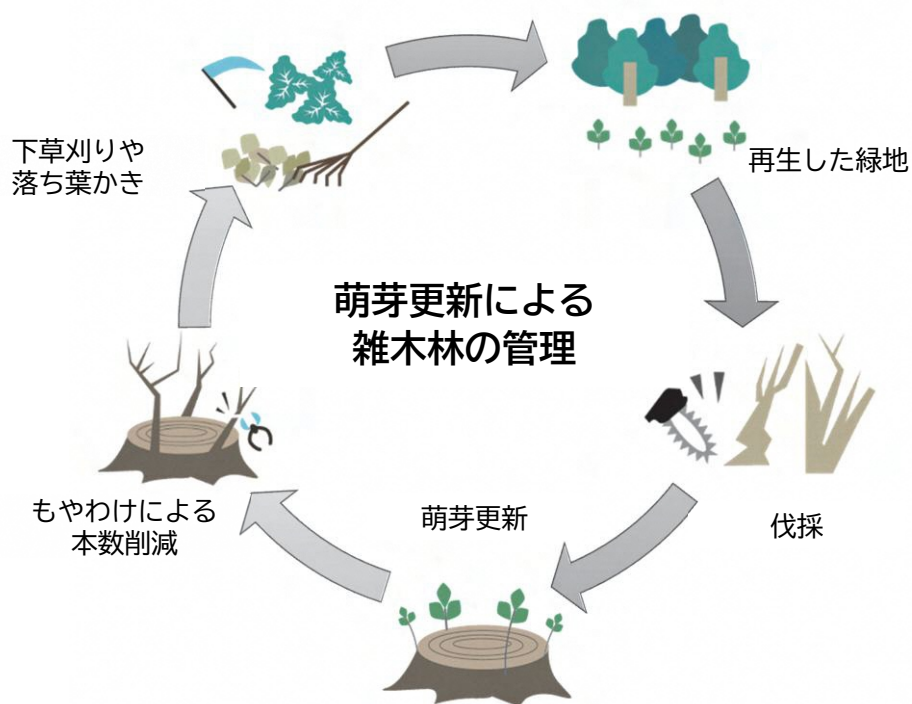 萌芽更新による
雑木林の管理
再生した緑地
伐採
萌芽更新
もやわけによる
本数削減
下草刈りや
落ち葉かき